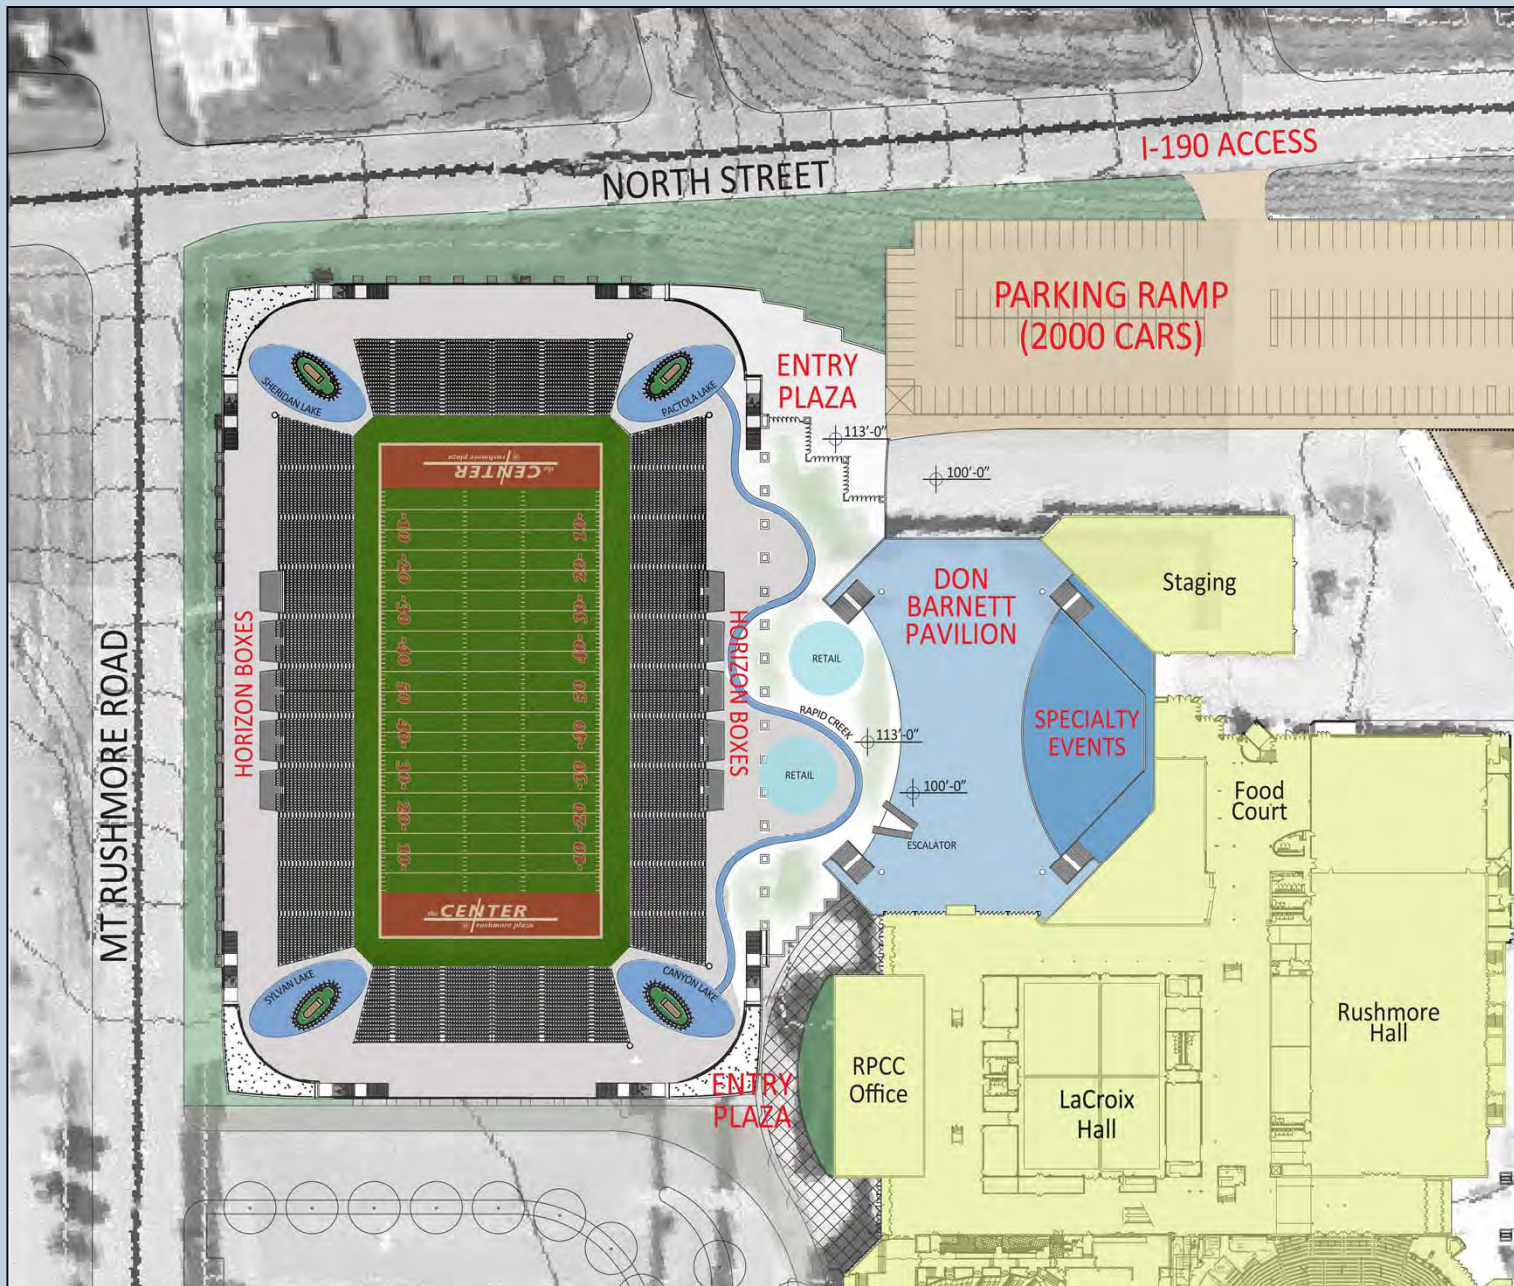 NORTH STREET
I-190 ACCESS
PARKING RAMP
(2000 CARS)
ENTRY
PLAZA
SHERIDAN LAKE
PACTOLA LAKE
113'-0"
100'-0"
the CENTER
@ rushmore plaza
-10 10-
-20 20-
-30 30-
-40 40-
50 50
40- -40
30- -30
20- -20
10- -10
MT RUSHMORE ROAD
HORIZON BOXES
HORIZON BOXES
DON
BARNETT
PAVILION
Staging
RETAIL
RAPID CREEK
113'-0"
SPECIALTY
EVENTS
RETAIL
100'-0"
ESCALATOR
Food
Court
the CENTER
@ rushmore plaza
SYLVAN LAKE
CANYON LAKE
ENTRY
PLAZA
RPCC
Office
LaCroix
Hall
Rushmore
Hall